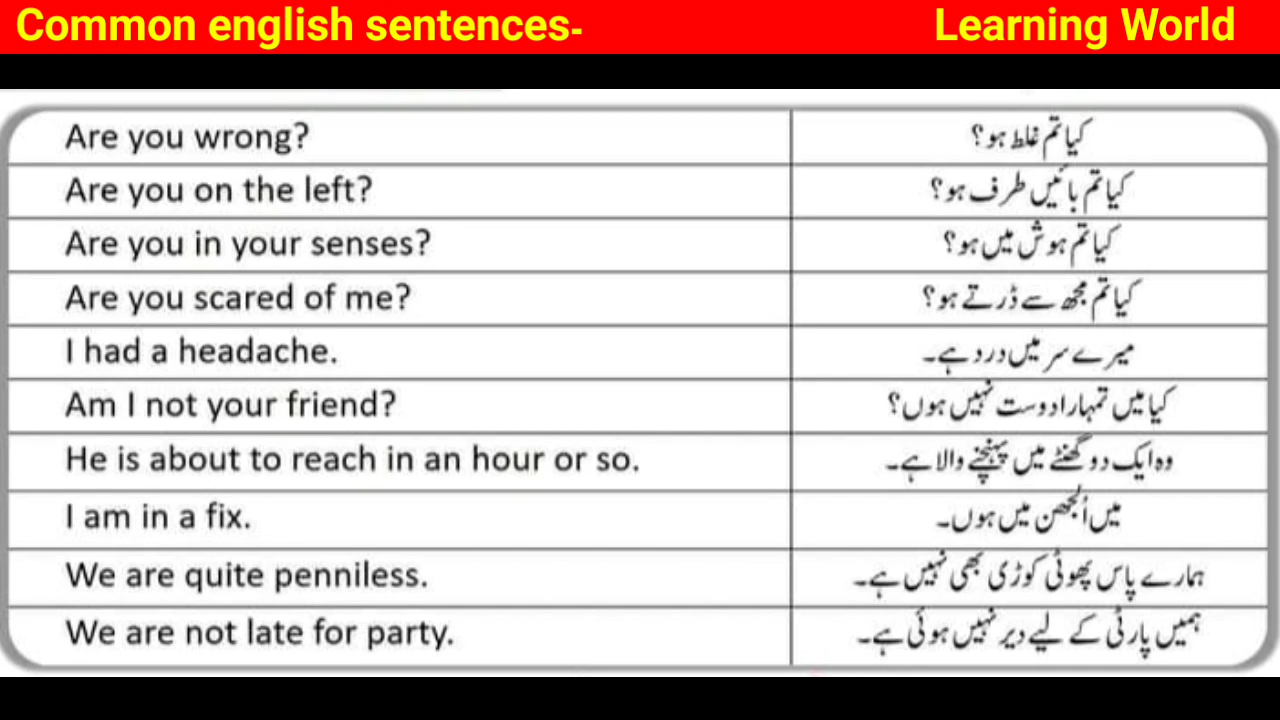 Common english sentences- Learning World
Are you wrong? کیا تم غلط ہو؟
Are you on the left? کیا تم بائیں طرف ہو؟
Are you in your senses? کیا تم ہوش میں ہو؟
Are you scared of me? کیا تم مجھ سے ڈرتے ہو؟
I had a headache. میرے سر میں درد ہے۔
Am I not your friend? کیا میں تمہارا دوست نہیں ہوں؟
He is about to reach in an hour or so. وہ ایک دو گھنٹے میں پہنچنے والا ہے۔
I am in a fix. میں اُلجھن میں ہوں۔
We are quite penniless. ہمارے پاس پھوٹی کوڑی بھی نہیں ہے۔
We are not late for party. ہمیں پارٹی کے لیے دیر نہیں ہوئی ہے۔